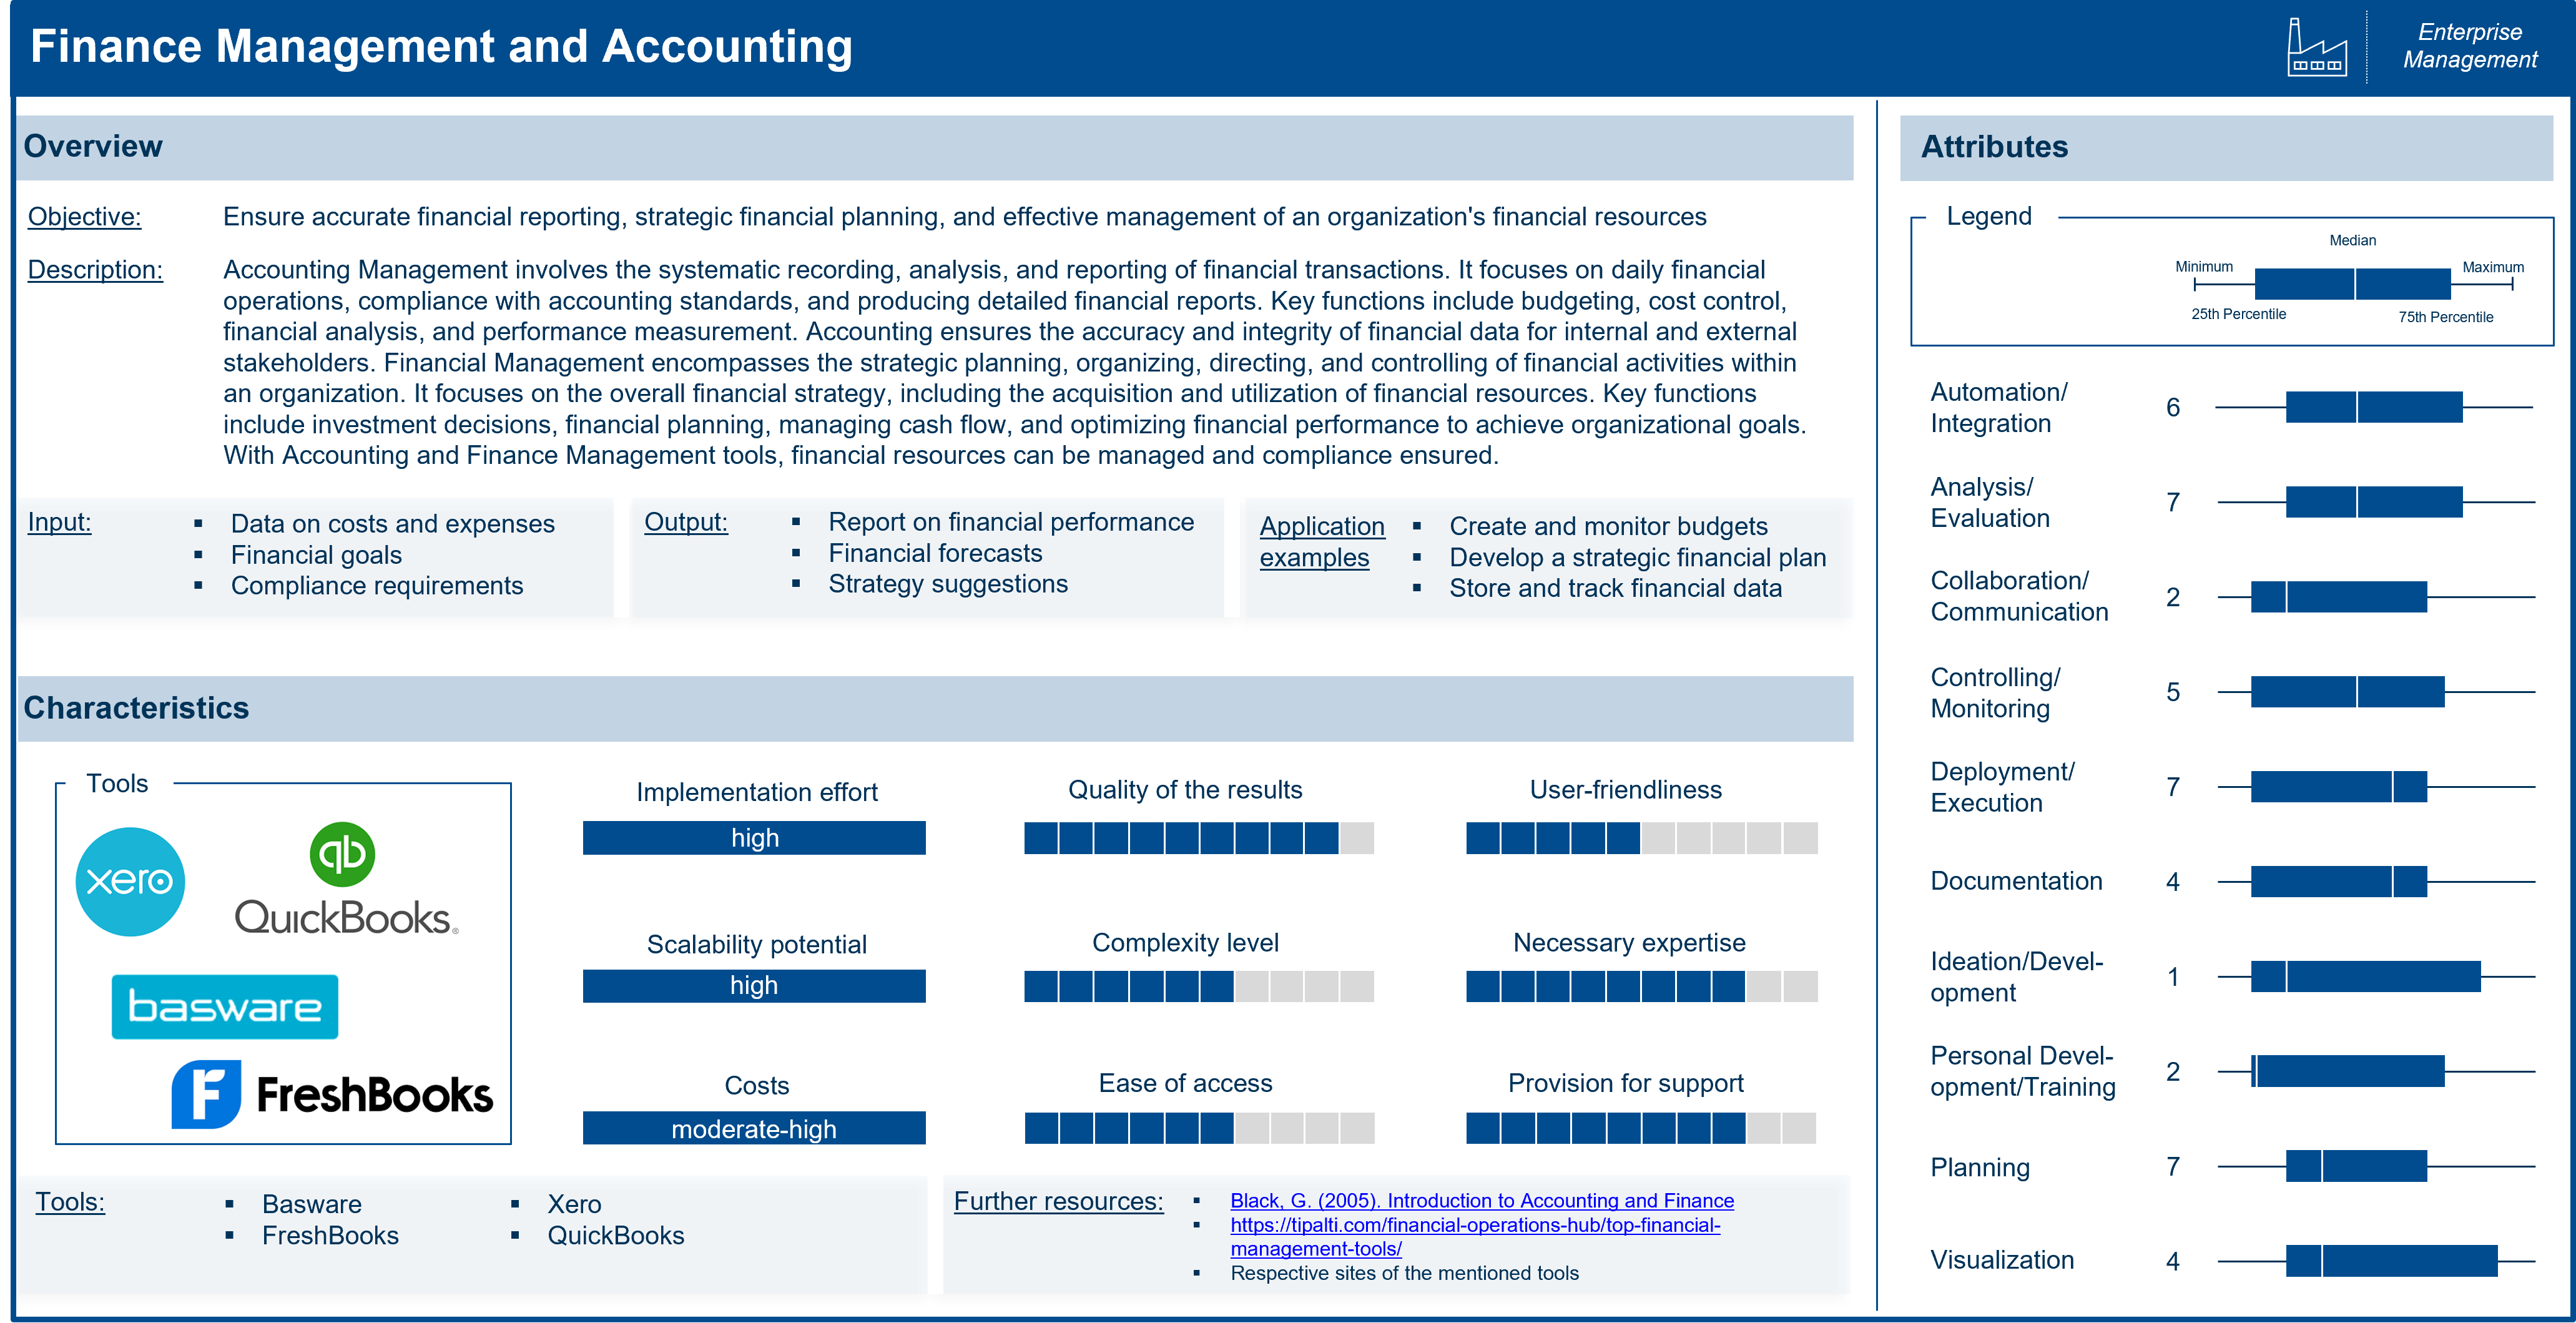 Finance Management and Accounting
Enterprise
Management
Overview
Objective:
Ensure accurate financial reporting, strategic financial planning, and effective management of an organization's financial resources
Description:
Accounting Management involves the systematic recording, analysis, and reporting of financial transactions. It focuses on daily financial
operations, compliance with accounting standards, and producing detailed financial reports. Key functions include budgeting, cost control,
financial analysis, and performance measurement. Accounting ensures the accuracy and integrity of financial data for internal and external
stakeholders. Financial Management encompasses the strategic planning, organizing, directing, and controlling of financial activities within
an organization. It focuses on the overall financial strategy, including the acquisition and utilization of financial resources. Key functions
include investment decisions, financial planning, managing cash flow, and optimizing financial performance to achieve organizational goals.
With Accounting and Finance Management tools, financial resources can be managed and compliance ensured.
Input:
▪ Data on costs and expenses
▪ Financial goals
▪ Compliance requirements
Output:
▪ Report on financial performance
▪ Financial forecasts
▪ Strategy suggestions
Application
examples
▪ Create and monitor budgets
▪ Develop a strategic financial plan
▪ Store and track financial data
Characteristics
Tools
xero
qb
QuickBooks®
basware
F FreshBooks
Implementation effort
high
Quality of the results
User-friendliness
Scalability potential
high
Complexity level
Necessary expertise
Costs
moderate-high
Ease of access
Provision for support
Tools:
▪ Basware
▪ FreshBooks
▪ Xero
▪ QuickBooks
Further resources:
▪ Black, G. (2005). Introduction to Accounting and Finance
▪ https://tipalti.com/financial-operations-hub/top-financial-
management-tools/
▪ Respective sites of the mentioned tools
Attributes
Legend
Median
Minimum
Maximum
25th Percentile
75th Percentile
Automation/
Integration
6
Analysis/
Evaluation
7
Collaboration/
Communication
2
Controlling/
Monitoring
5
Deployment/
Execution
7
Documentation
4
Ideation/Devel-
opment
1
Personal Devel-
opment/Training
2
Planning
7
Visualization
4